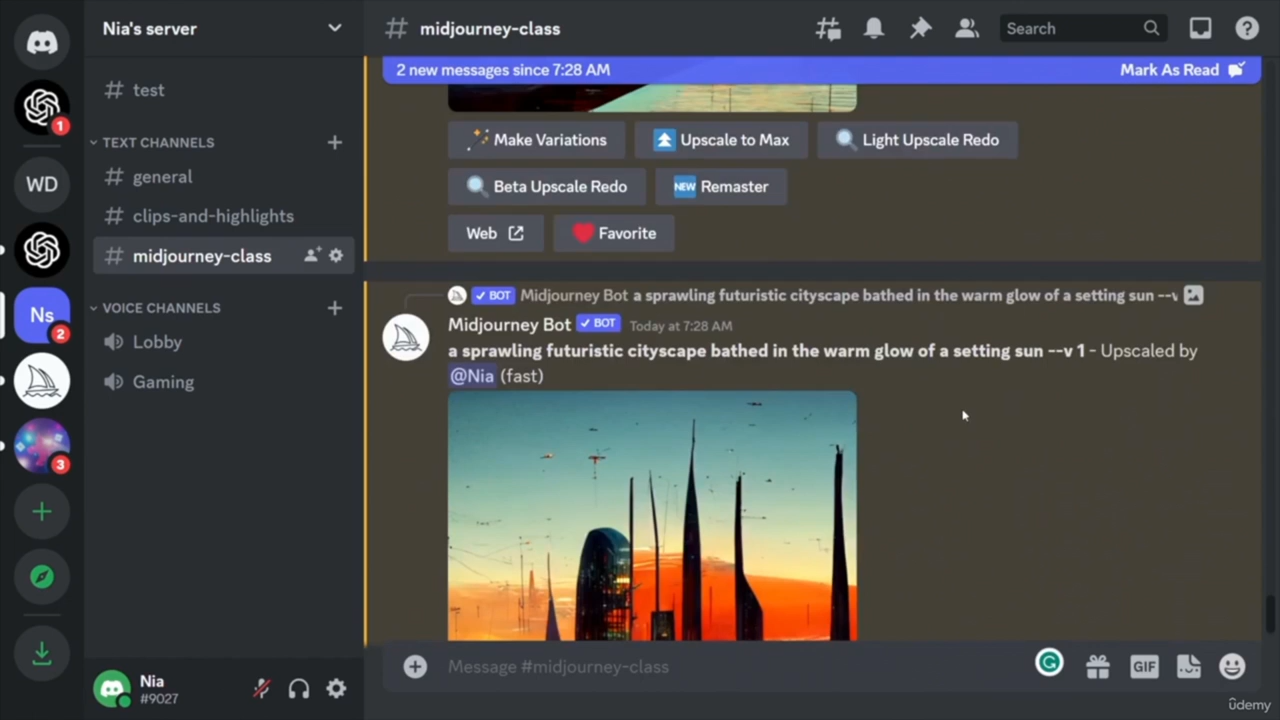 Nia's server
# midjourney-class
Search
2 new messages since 7:28 AM
Mark As Read
1
WD
Ns
2
3
# test
TEXT CHANNELS
# general
# clips-and-highlights
# midjourney-class
VOICE CHANNELS
Lobby
Gaming
Make Variations
Upscale to Max
Light Upscale Redo
Beta Upscale Redo
NEW Remaster
Web
Favorite
BOT Midjourney Bot a sprawling futuristic cityscape bathed in the warm glow of a setting sun --v
Midjourney Bot BOT Today at 7:28 AM
a sprawling futuristic cityscape bathed in the warm glow of a setting sun --v 1 - Upscaled by
@Nia (fast)
Message #midjourney-class
GIF
Nia
#9027
ûdemy